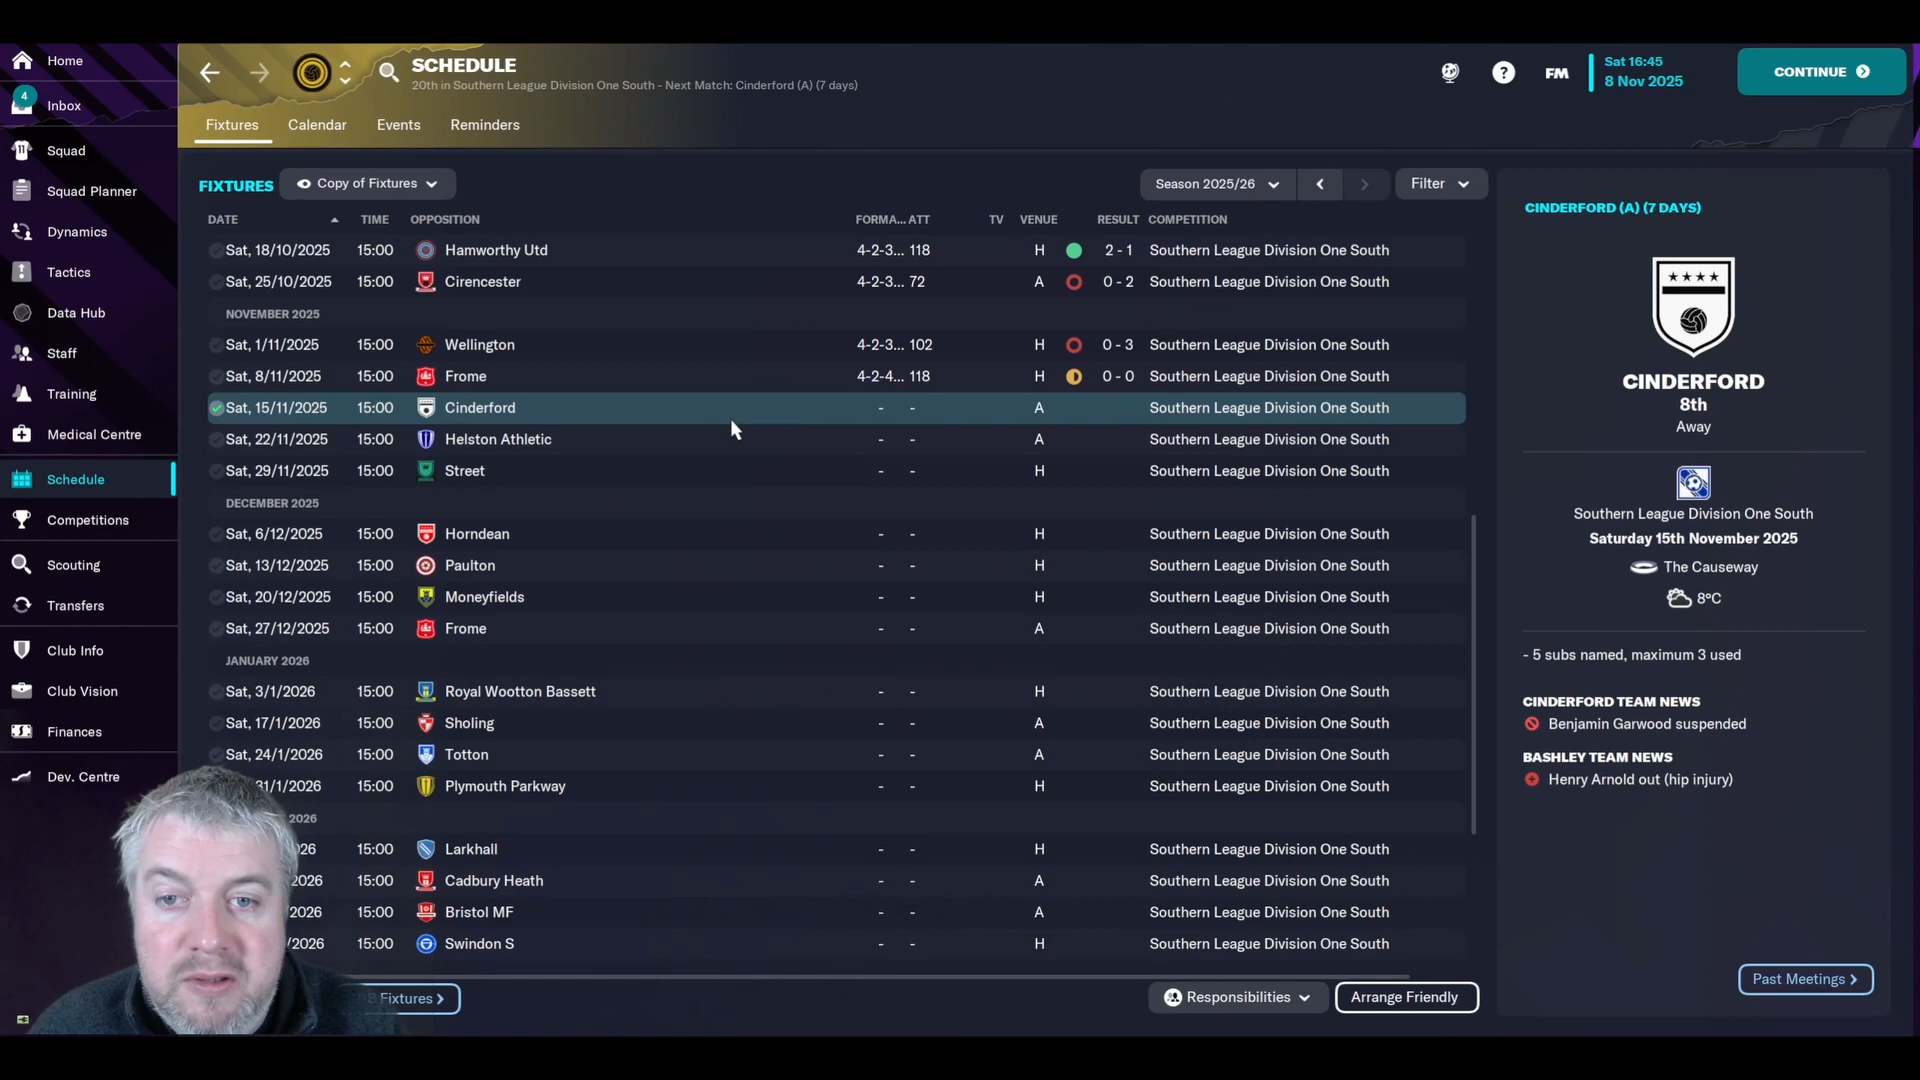 Home
4
Inbox
Squad
Squad Planner
Dynamics
Tactics
Data Hub
Staff
Training
Medical Centre
Schedule
Competitions
Scouting
Transfers
Club Info
Club Vision
Finances
Dev. Centre
SCHEDULE
20th in Southern League Division One South - Next Match: Cinderford (A) (7 days)
FM
Sat 16:45
8 Nov 2025
CONTINUE
Fixtures Calendar Events Reminders
FIXTURES Copy of Fixtures Season 2025/26 Filter
DATE TIME OPPOSITION FORMA... ATT TV VENUE RESULT COMPETITION
Sat, 18/10/2025 15:00 Hamworthy Utd 4-2-3... 118 H 2 - 1 Southern League Division One South
Sat, 25/10/2025 15:00 Cirencester 4-2-3... 72 A 0 - 2 Southern League Division One South
NOVEMBER 2025
Sat, 1/11/2025 15:00 Wellington 4-2-3... 102 H 0 - 3 Southern League Division One South
Sat, 8/11/2025 15:00 Frome 4-2-4... 118 H 0 - 0 Southern League Division One South
Sat, 15/11/2025 15:00 Cinderford - - A Southern League Division One South
Sat, 22/11/2025 15:00 Helston Athletic - - A Southern League Division One South
Sat, 29/11/2025 15:00 Street - - H Southern League Division One South
DECEMBER 2025
Sat, 6/12/2025 15:00 Horndean - - H Southern League Division One South
Sat, 13/12/2025 15:00 Paulton - - H Southern League Division One South
Sat, 20/12/2025 15:00 Moneyfields - - H Southern League Division One South
Sat, 27/12/2025 15:00 Frome - - A Southern League Division One South
JANUARY 2026
Sat, 3/1/2026 15:00 Royal Wootton Bassett - - H Southern League Division One South
Sat, 17/1/2026 15:00 Sholing - - A Southern League Division One South
Sat, 24/1/2026 15:00 Totton - - A Southern League Division One South
31/1/2026 15:00 Plymouth Parkway - - H Southern League Division One South
2026
26 15:00 Larkhall - - H Southern League Division One South
2026 15:00 Cadbury Heath - - A Southern League Division One South
/2026 15:00 Bristol MF - - A Southern League Division One South
/2026 15:00 Swindon S - - H Southern League Division One South
Fixtures Responsibilities Arrange Friendly
CINDERFORD (A) (7 DAYS)
CINDERFORD
8th
Away
Southern League Division One South
Saturday 15th November 2025
The Causeway
8°C
- 5 subs named, maximum 3 used
CINDERFORD TEAM NEWS
Benjamin Garwood suspended
BASHLEY TEAM NEWS
Henry Arnold out (hip injury)
Past Meetings